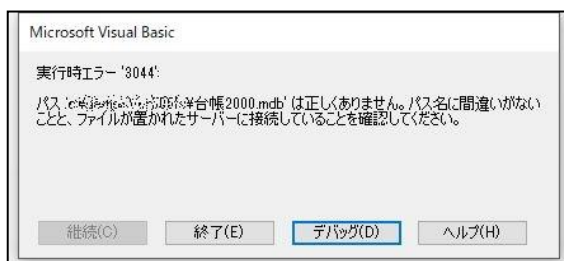 Microsoft Visual Basic
実行時エラー '3044':
パス ¥台帳2000.mdb' は正しくありません。パス名に間違いがない
ことと、ファイルが置かれたサーバーに接続していることを確認してください。
継続(C) 終了(E) デバッグ(D) ヘルプ(H)